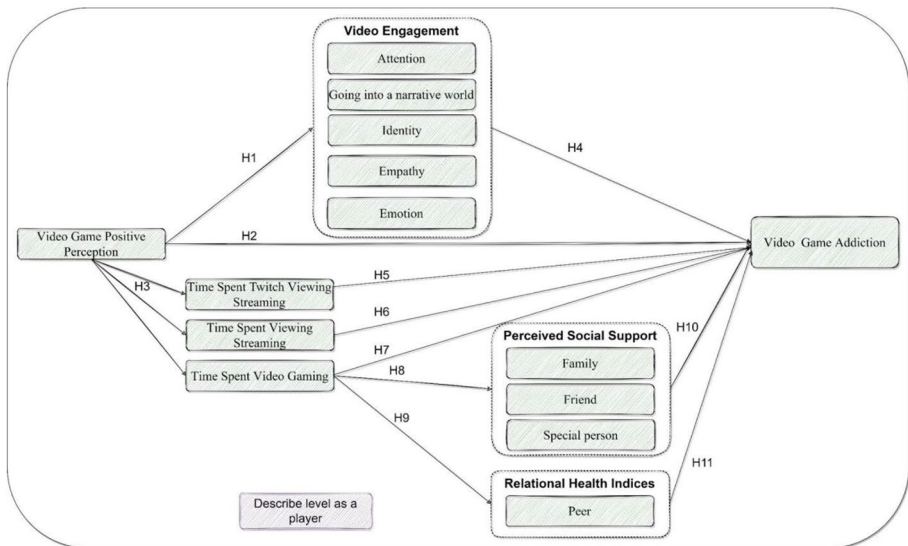 Video Engagement
Attention
Going into a narrative world
Identity
Empathy
Emotion
H1
H4
Video Game Positive
Perception
H2
Video Game Addiction
H3
Time Spent Twitch Viewing
Streaming
H5
Time Spent Viewing
Streaming
H6
Time Spent Video Gaming
H7
H8
H9
Perceived Social Support
Family
Friend
Special person
H10
Relational Health Indices
Peer
H11
Describe level as a
player